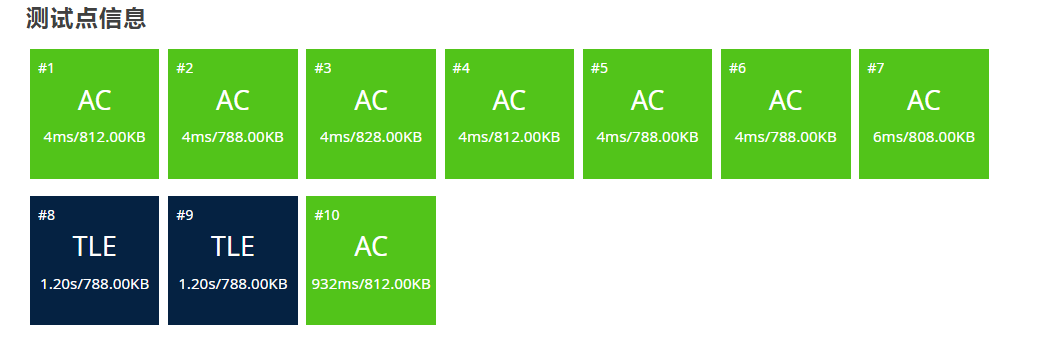 测试点信息
#1 #2 #3 #4 #5 #6 #7
AC AC AC AC AC AC AC
4ms/812.00KB 4ms/788.00KB 4ms/828.00KB 4ms/812.00KB 4ms/788.00KB 4ms/788.00KB 6ms/808.00KB
#8 #9 #10
TLE TLE AC
1.20s/788.00KB 1.20s/788.00KB 932ms/812.00KB